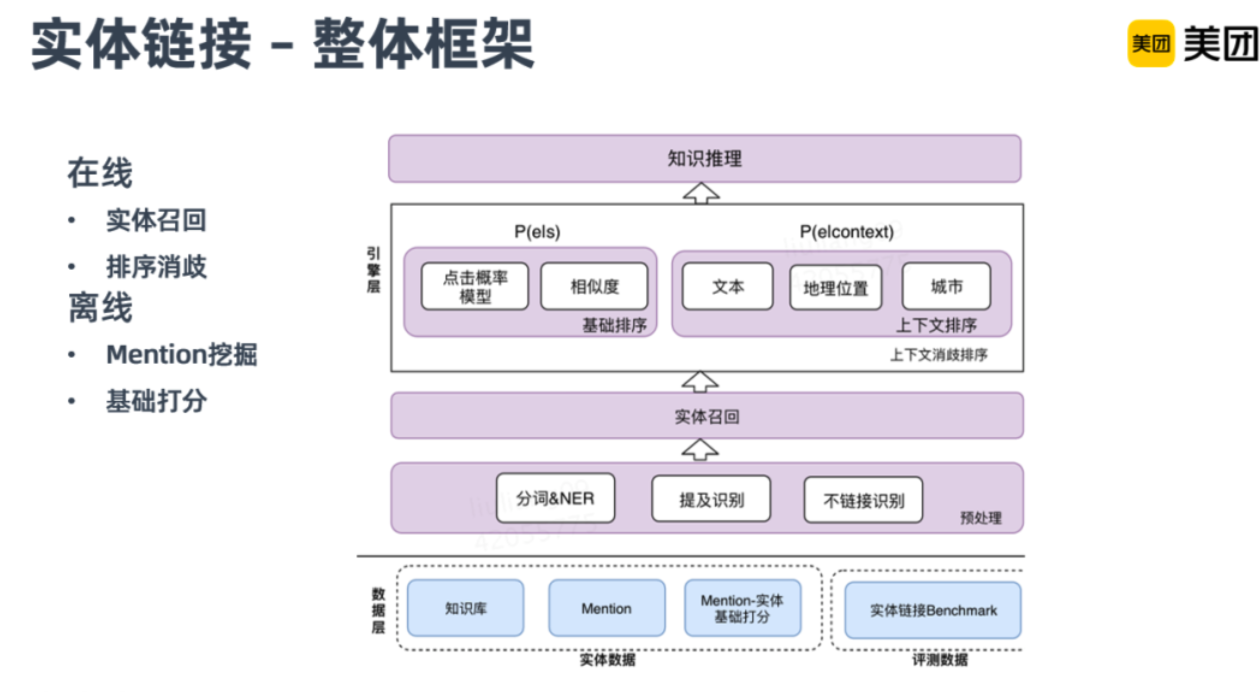 实体链接 – 整体框架
美团 美团
在线
• 实体召回
• 排序消歧
离线
• Mention挖掘
• 基础打分
知识推理
引擎层
P(els)
P(elcontext)
点击概率
模型
相似度
基础排序
文本
地理位置
城市
上下文排序
上下文消歧排序
实体召回
分词&NER
提及识别
不链接识别
预处理
数据层
知识库
Mention
Mention-实体
基础打分
实体链接Benchmark
实体数据
评测数据